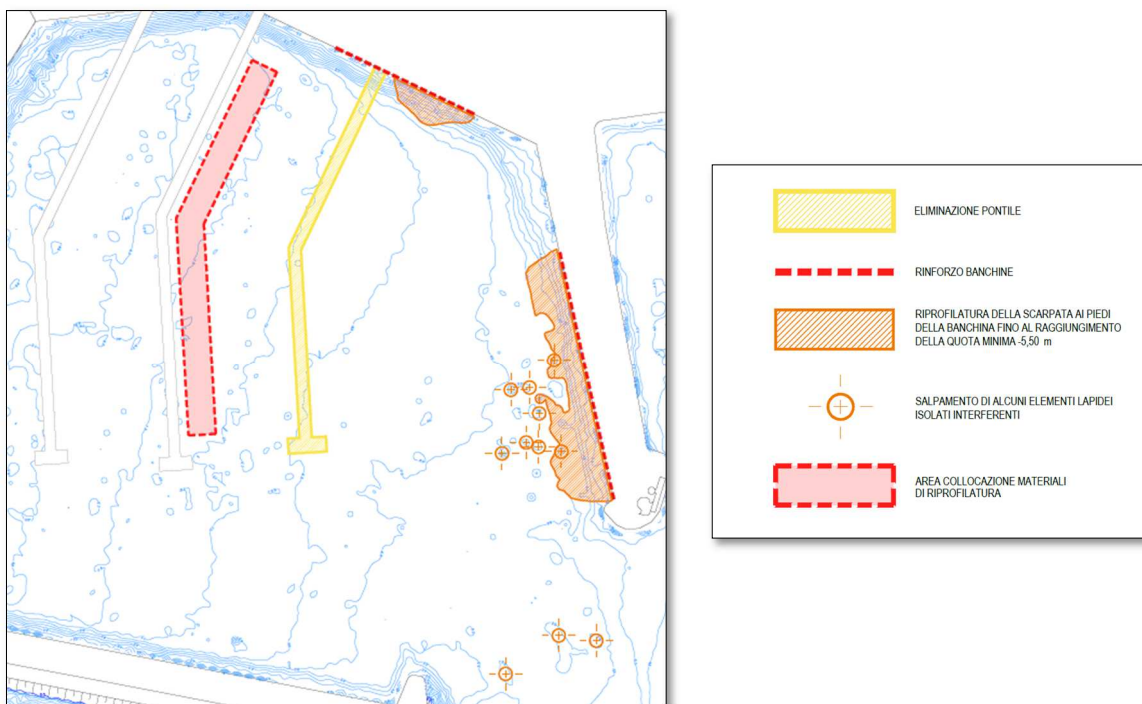 ELIMINAZIONE PONTILE
RINFORZO BANCHINE
RIPROFILATURA DELLA SCARPATA AI PIEDI
DELLA BANCHINA FINO AL RAGGIUNGIMENTO
DELLA QUOTA MINIMA -5,50 m
SALPAMENTO DI ALCUNI ELEMENTI LAPIDEI
ISOLATI INTERFERENTI
AREA COLLOCAZIONE MATERIALI
DI RIPROFILATURA